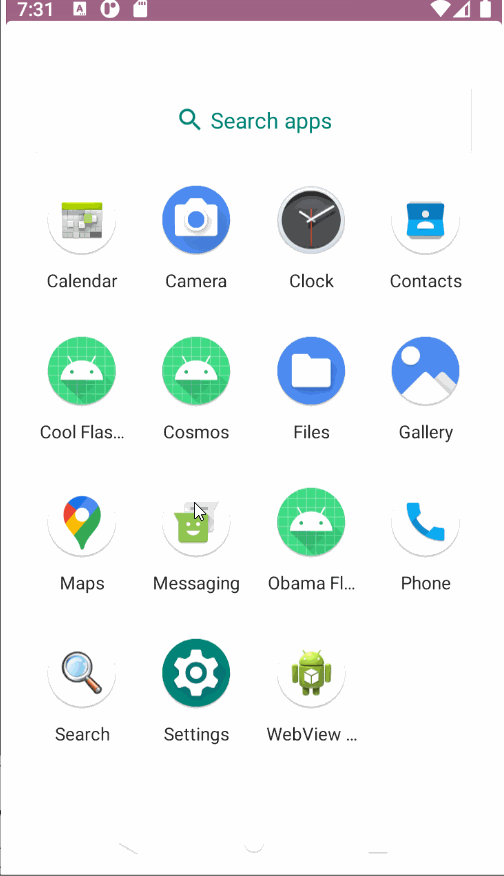 7:31
Search apps
Calendar Camera Clock Contacts
Cool Flas... Cosmos Files Gallery
Maps Messaging Obama Fl... Phone
Search Settings WebView ...